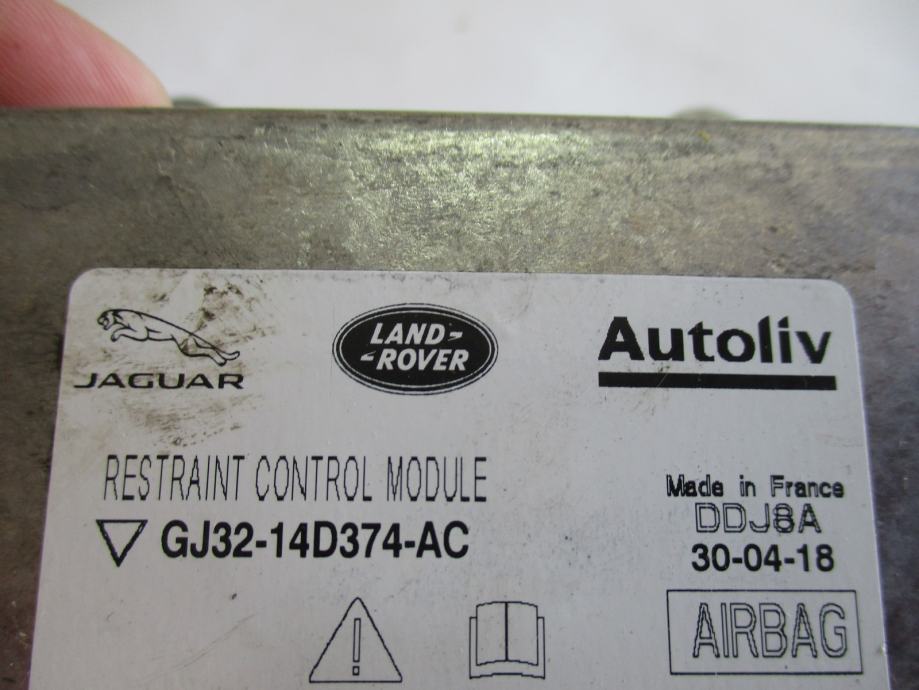 JAGUAR
LAND-
-ROVER
Autoliv
RESTRAINT CONTROL MODULE
GJ32-14D374-AC
Made in France
DDJ8A
30-04-18
AIRBAG